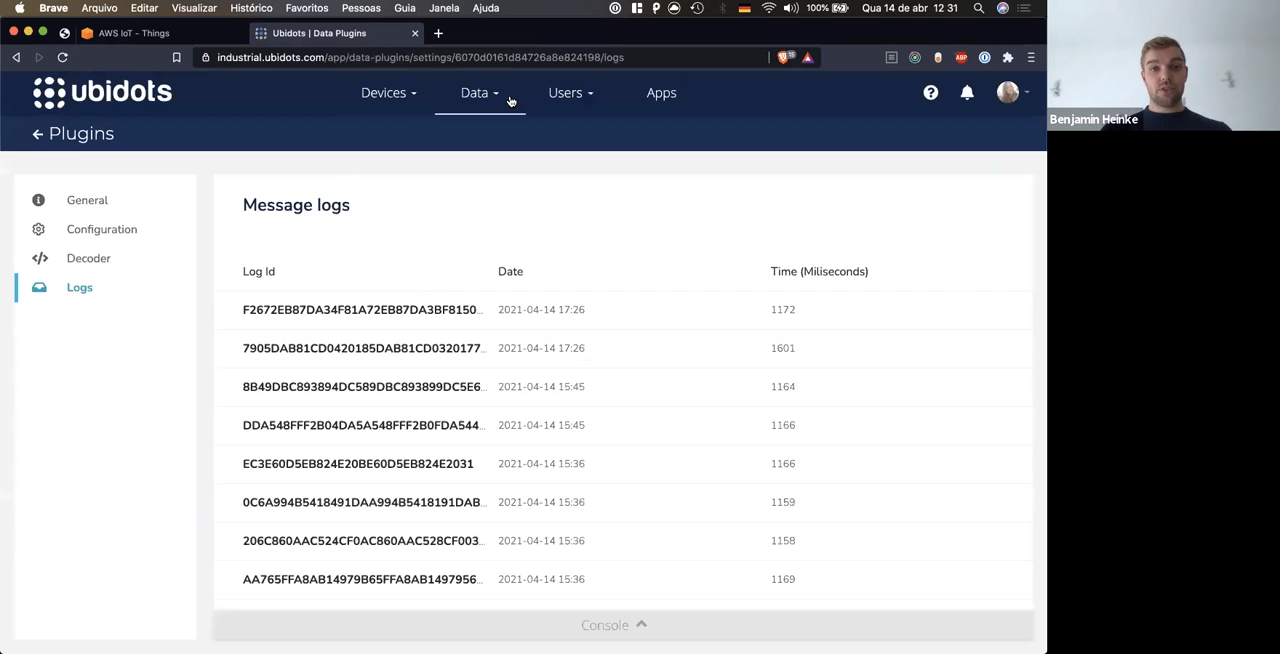 Brave Arquivo Editar Visualizar Histórico Favoritos Pessoas Guia Janela Ajuda 100% Qua 14 de abr 12 31
AWS IoT - Things Ubidots | Data Plugins
industrial.ubidots.com/app/data-plugins/settings/6070d0161d84726a8e824198/logs
ubidots Devices Data Users Apps
Plugins
Benjamin Heinke
General
Configuration
Decoder
Logs
Message logs
Log Id Date Time (Miliseconds)
F2672EB87DA34F81A72EB87DA3BF8150... 2021-04-14 17:26 1172
7905DAB81CD0420185DAB81CD0320177... 2021-04-14 17:26 1601
8B49DBC893894DC589DBC893899DC5E6... 2021-04-14 15:45 1164
DDA548FFF2B04DA5A548FFF2B0FDA544... 2021-04-14 15:45 1166
EC3E60D5EB824E20BE60D5EB824E2031 2021-04-14 15:36 1166
0C6A994B5418491DAA994B5418191DAB... 2021-04-14 15:36 1159
206C860AAC524CF0AC860AAC528CF003... 2021-04-14 15:36 1158
AA765FFA8AB14979B65FFA8AB1497956... 2021-04-14 15:36 1169
Console